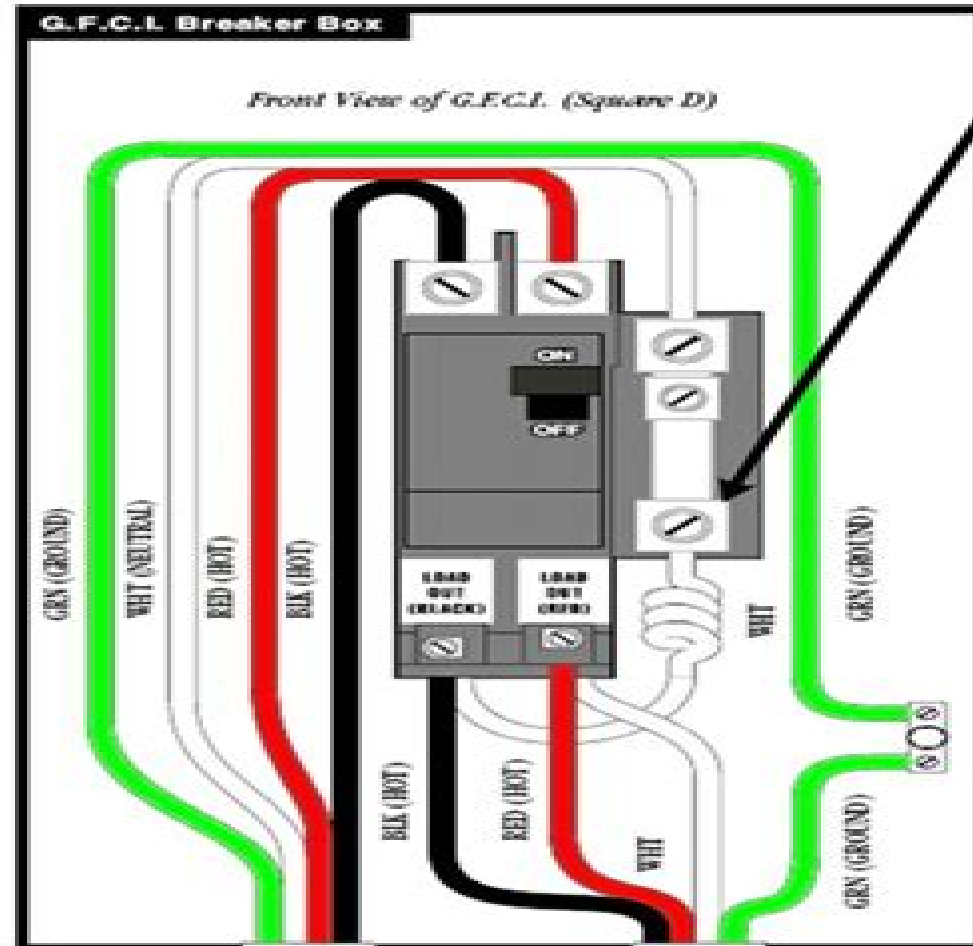 G.F.C.I. Breaker Box
Front View of G.F.C.I. (Square D)
ON
OFF
GRN (GROUND)
WHT (NEUTRAL)
RED (HOT)
BLK (HOT)
LOAD
OUT
(BLACK)
LOAD
OUT
(RED)
WHT
GRN (GROUND)
BLK (HOT)
RED (HOT)
WHT
GRN (GROUND)